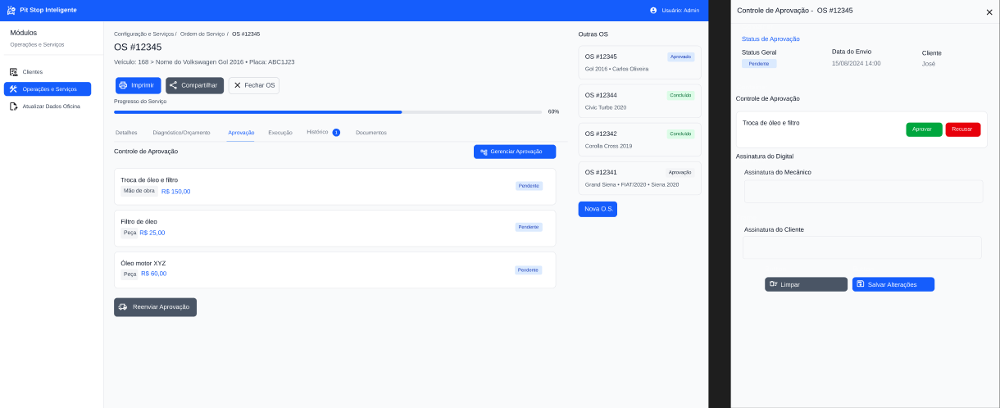 Pit Stop Inteligente
Usuário: Admin
Módulos
Operações e Serviços
Clientes
Operações e Serviços
Atualizar Dados Oficina
Configuração e Serviços / Ordem de Serviço / OS #12345
OS #12345
Veículo: 168 > Nome do Volkswagen Gol 2016 • Placa: ABC1J23
Imprimir
Compartilhar
Fechar OS
Progresso do Serviço
60%
Detalhes
Diagnóstico/Orçamento
Aprovação
Execução
Histórico 1
Documentos
Controle de Aprovação
Gerenciar Aprovação
Troca de óleo e filtro
Mão de obra R$ 150,00
Pendente
Filtro de óleo
Peça R$ 25,00
Pendente
Óleo motor XYZ
Peça R$ 60,00
Pendente
Reenviar Aprovação
Outras OS
OS #12345 Aprovado
Gol 2016 • Carlos Oliveira
OS #12344 Concluído
Civic Turbo 2020
OS #12342 Concluído
Corolla Cross 2019
OS #12341 Aprovação
Grand Siena • FIAT/2020 • Siena 2020
Nova O.S.
Controle de Aprovação - OS #12345
Status de Aprovação
Status Geral
Pendente
Data do Envio
15/08/2024 14:00
Cliente
José
Controle de Aprovação
Troca de óleo e filtro
Aprovar
Recusar
Assinatura do Digital
Assinatura do Mecânico
Assinatura do Cliente
Limpar
Salvar Alterações